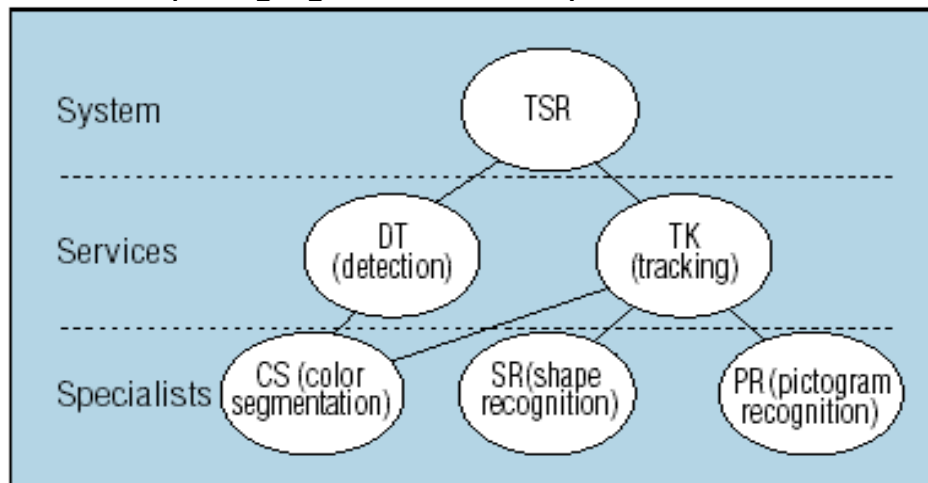 System
TSR
Services
DT
(detection)
TK
(tracking)
Specialists
CS (color
segmentation)
SR(shape
recognition)
PR (pictogram
recognition)